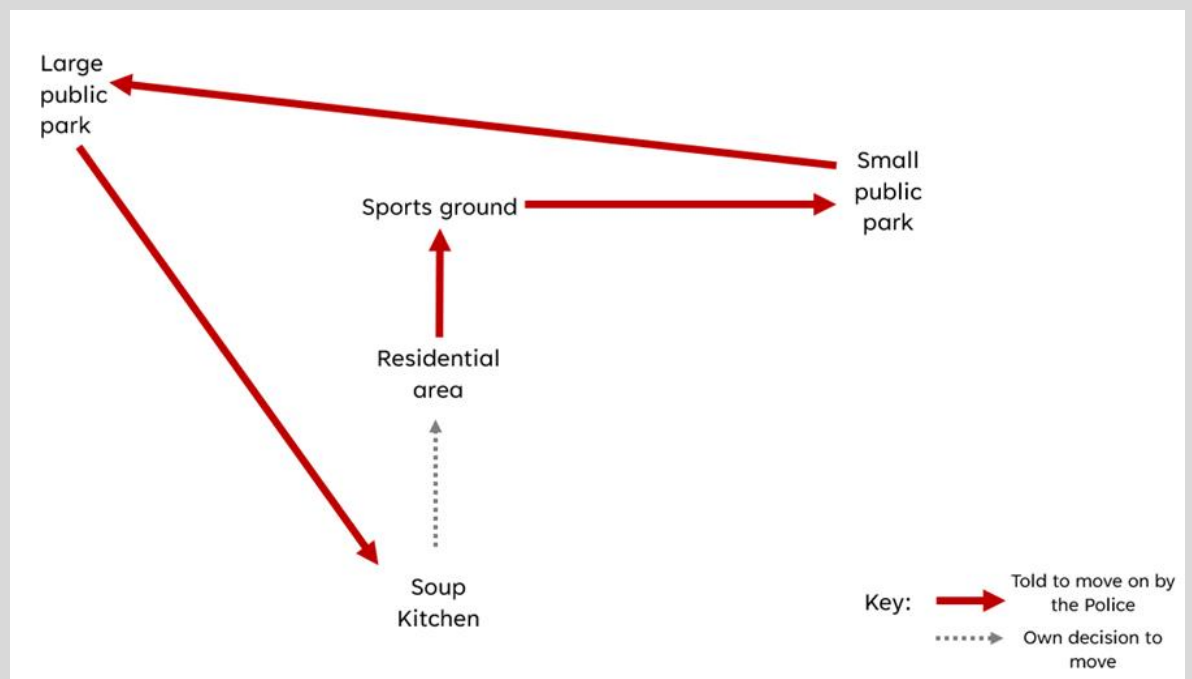 Large
public
park
Small
public
park
Sports ground
Residential
area
Soup
Kitchen
Key:
Told to move on by
the Police
Own decision to
move